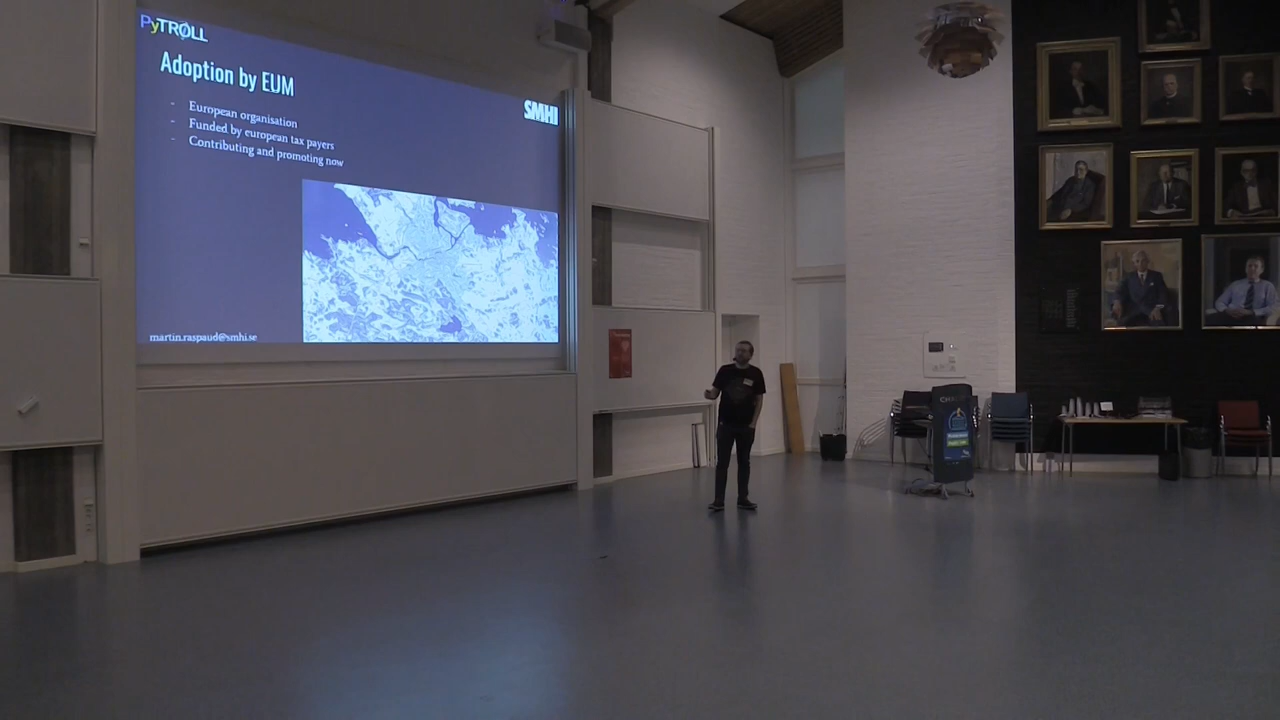 PyTRØLL
Adoption by EUM
SMHI
- European organisation
- Funded by european tax payers
- Contributing and promoting now
martin.raspaud@smhi.se